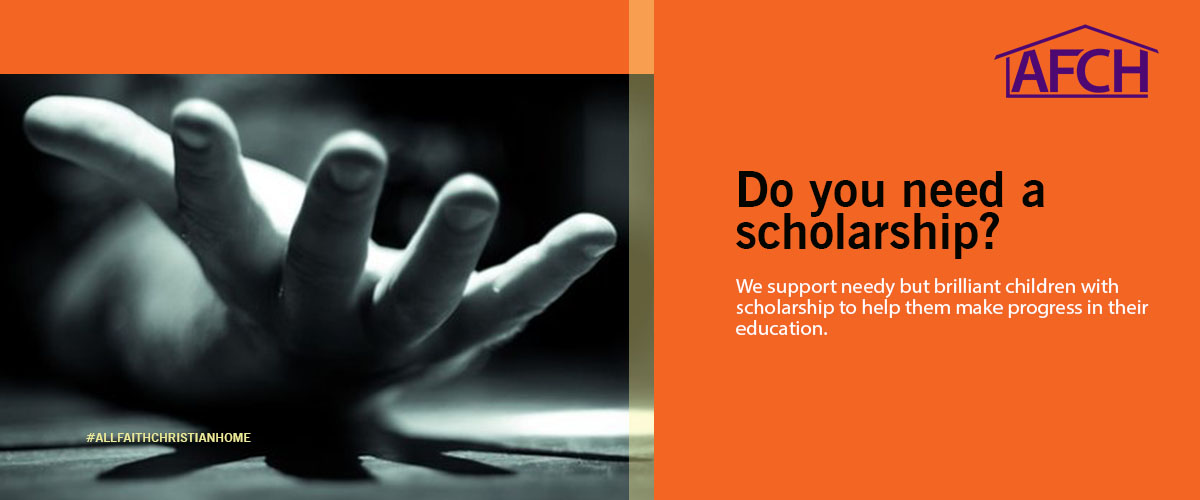 AFCH
Do you need a
scholarship?
We support needy but brilliant children with
scholarship to help them make progress in their
education.
#ALLFAITHCHRISTIANHOME